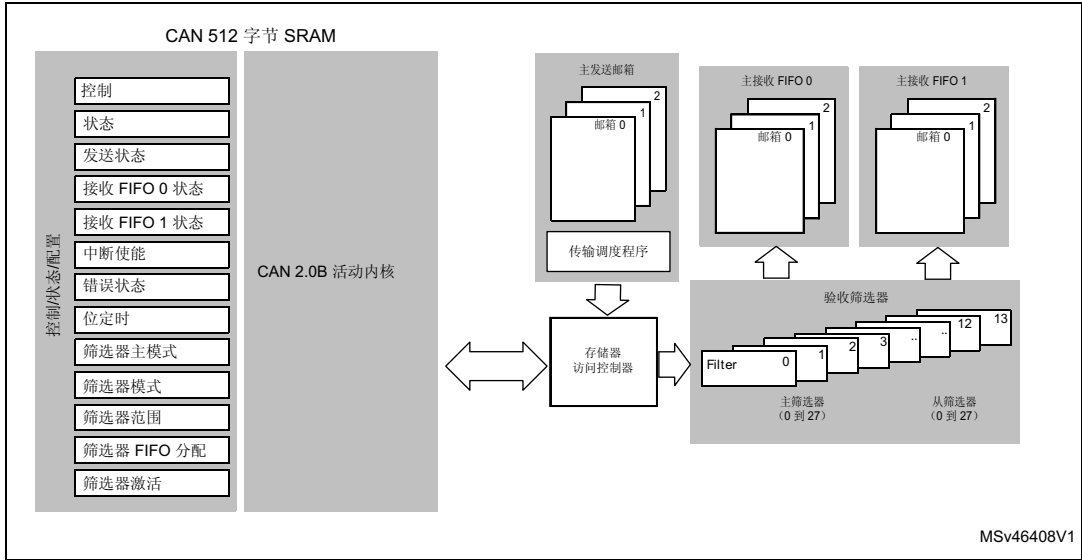 CAN 512 字节 SRAM
控制/状态/配置
控制
状态
发送状态
接收 FIFO 0 状态
接收 FIFO 1 状态
中断使能
错误状态
位定时
筛选器主模式
筛选器模式
筛选器范围
筛选器 FIFO 分配
筛选器激活
CAN 2.0B 活动内核
主发送邮箱
2
1
邮箱 0
传输调度程序
主接收 FIFO 0
2
1
邮箱 0
主接收 FIFO 1
2
1
邮箱 0
存储器
访问控制器
验收筛选器
Filter 0 1 2 3 .. .. 12 13
主筛选器
（0 到 27）
从筛选器
（0 到 27）
MSv46408V1